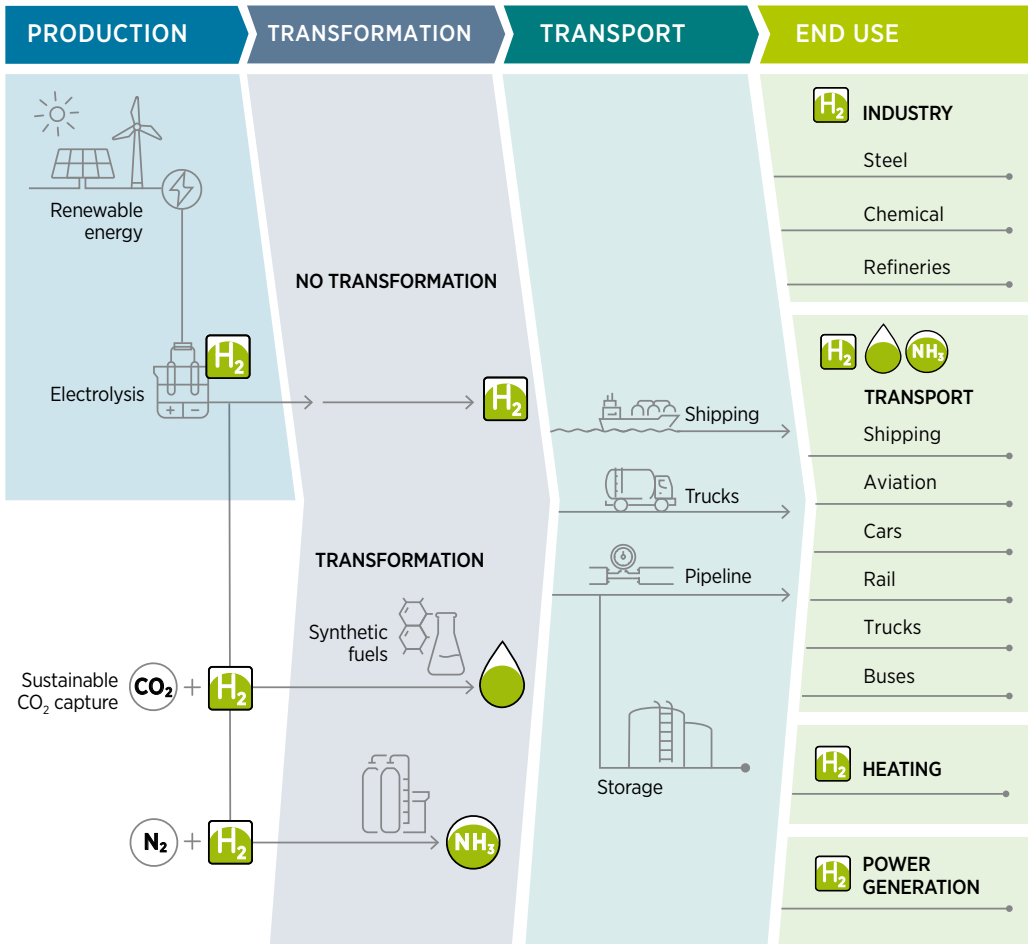 PRODUCTION
TRANSFORMATION
TRANSPORT
END USE
Renewable
energy
Electrolysis
+ −
H₂
Sustainable
CO₂ capture
CO₂ + H₂
N₂ + H₂
NO TRANSFORMATION
H₂
TRANSFORMATION
Synthetic
fuels
NH₃
Shipping
Trucks
Pipeline
Storage
H₂ INDUSTRY
Steel
Chemical
Refineries
H₂ NH₃
TRANSPORT
Shipping
Aviation
Cars
Rail
Trucks
Buses
H₂ HEATING
H₂ POWER
GENERATION